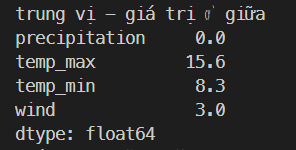 trung vị – giá trị ở giữa
precipitation 0.0
temp_max 15.6
temp_min 8.3
wind 3.0
dtype: float64